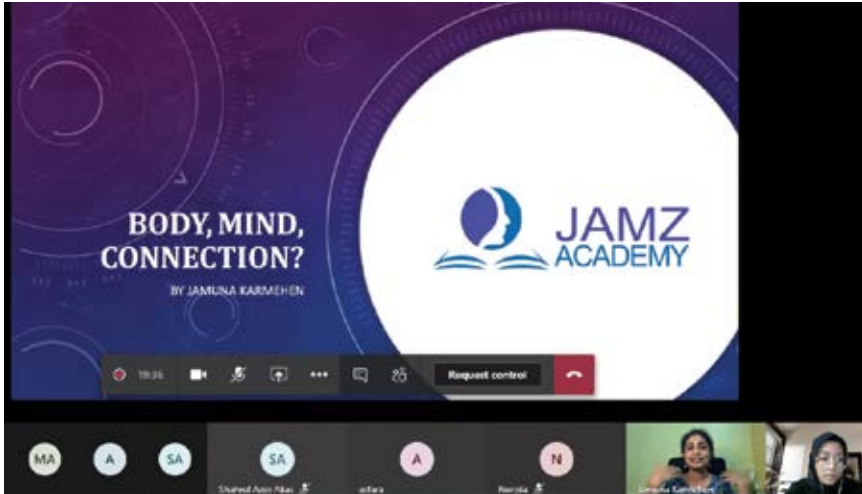 BODY, MIND,
CONNECTION?
BY JAMUNA KARMEHEN
JAMZ
ACADEMY
Request control
MA
A
SA
SA
A
N